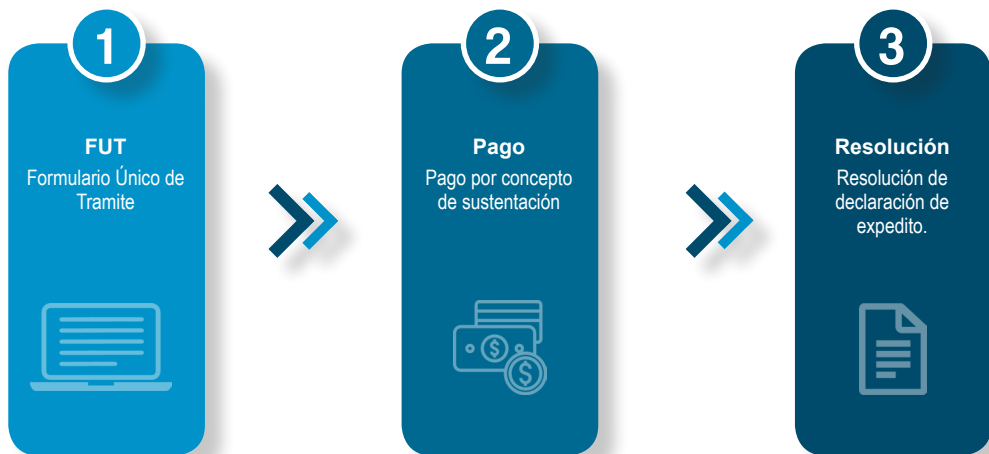 1
FUT
Formulario Único de
Tramite
2
Pago
Pago por concepto
de sustentación
3
Resolución
Resolución de
declaración de
expedito.